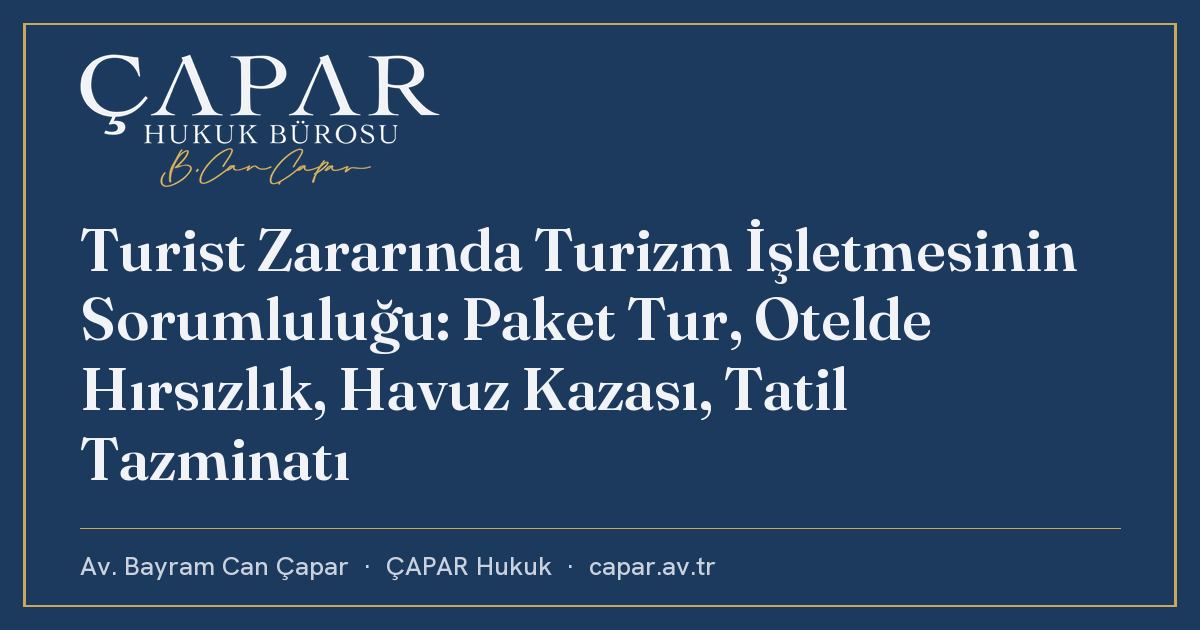 ÇAPAR
HUKUK BÜROSU
B.Can Çapar
Turist Zararında Turizm İşletmesinin
Sorumluluğu: Paket Tur, Otelde
Hırsızlık, Havuz Kazası, Tatil
Tazminatı
Av. Bayram Can Çapar · ÇAPAR Hukuk · capar.av.tr